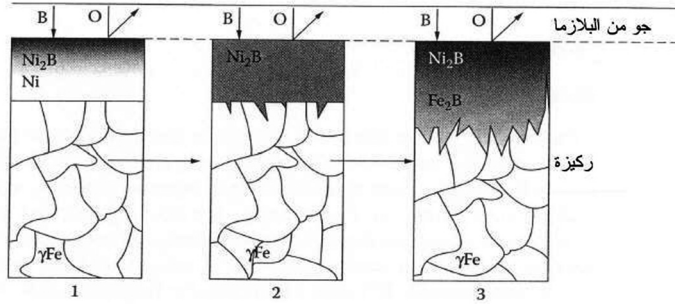 B O B O B O
جو من البلازما
Ni₂B Ni₂B Ni₂B
Ni
Fe₂B
ركيزة
γFe γFe γFe
1 2 3